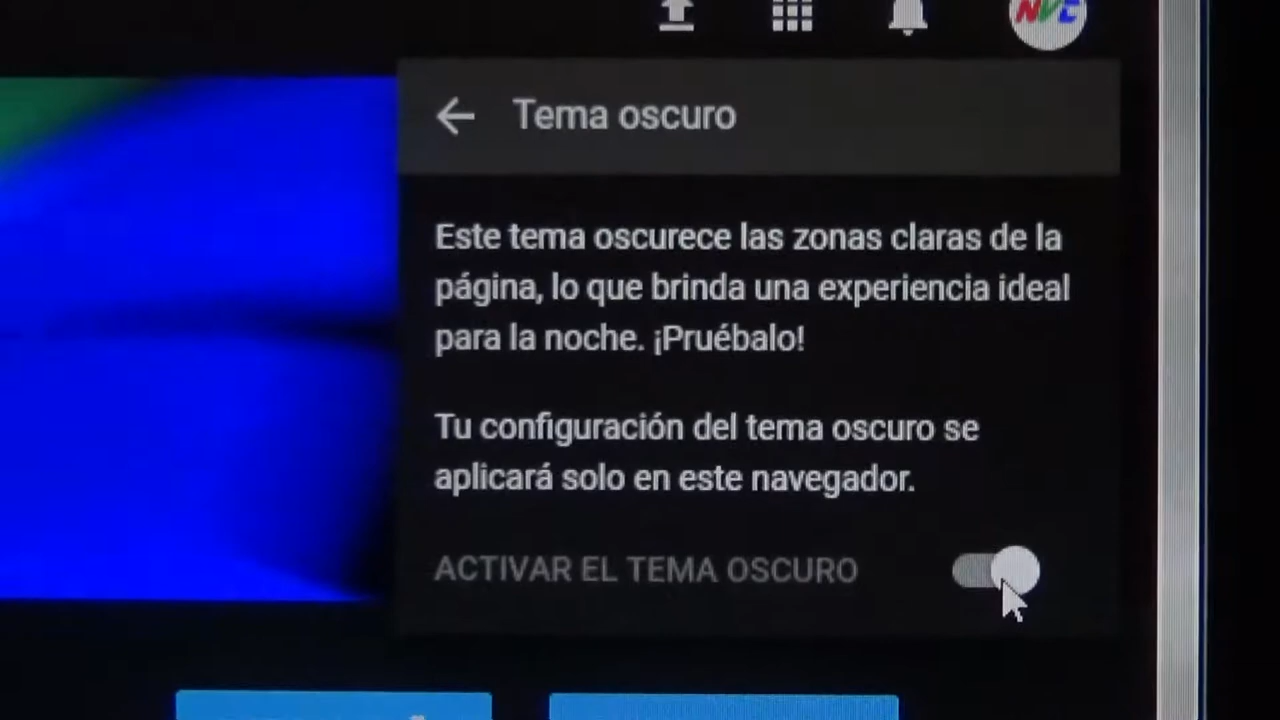 NVE
Tema oscuro
Este tema oscurece las zonas claras de la
página, lo que brinda una experiencia ideal
para la noche. ¡Pruébalo!
Tu configuración del tema oscuro se
aplicará solo en este navegador.
ACTIVAR EL TEMA OSCURO